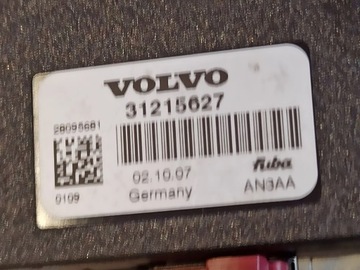 VOLVO
31215627
28095681
0109
02.10.07
Germany
fuba
AN3AA